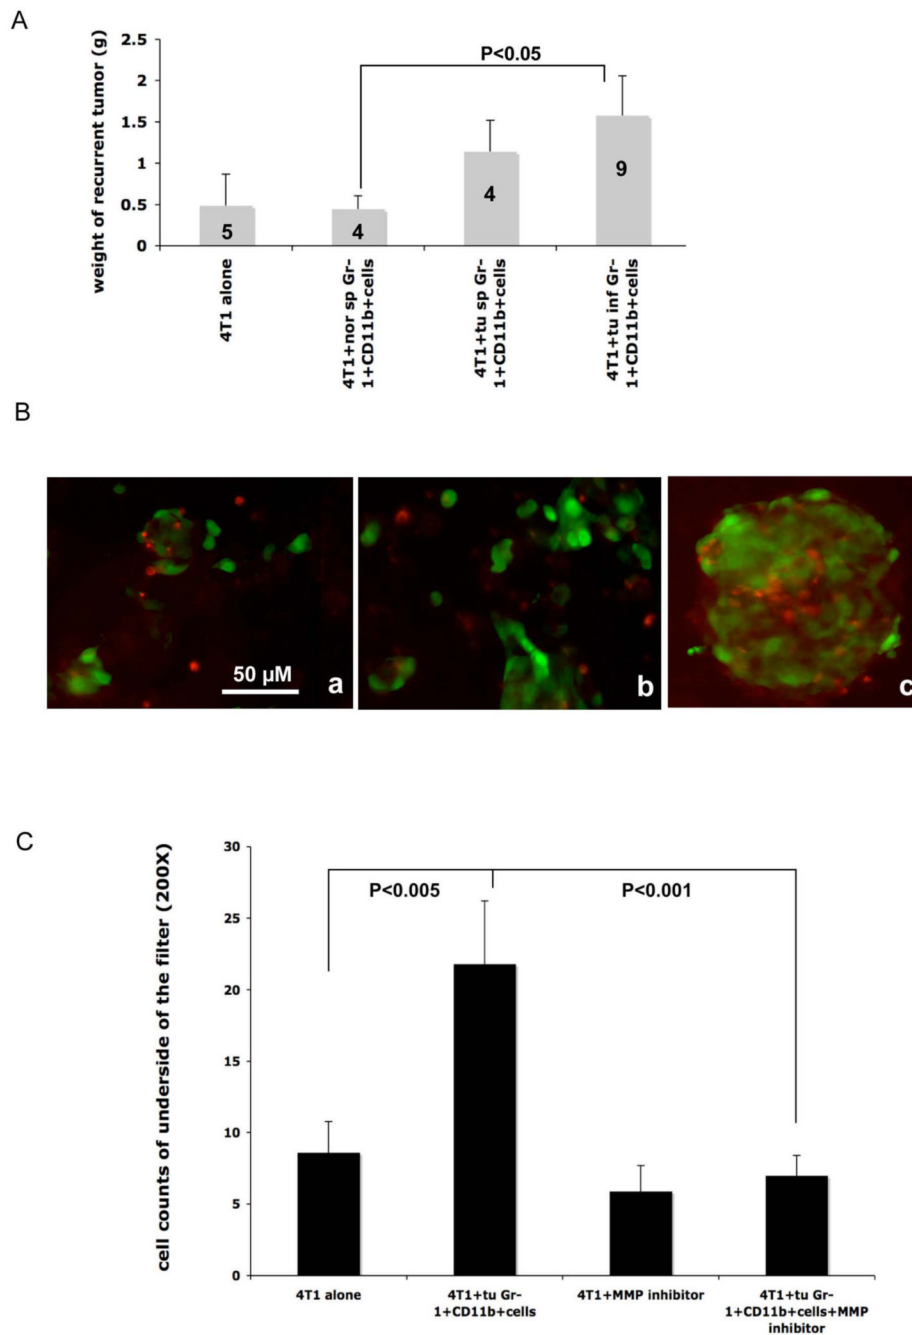 A
weight of recurrent tumor (g)
2.5
2
1.5
1
0.5
0
P<0.05
5
4
4
9
4T1 alone
4T1+nor sp Gr-
1+CD11b+cells
4T1+tu sp Gr-
1+CD11b+cells
4T1+tu inf Gr-
1+CD11b+cells
B
50 µM
a
b
c
C
cell counts of underside of the filter (200X)
30
25
20
15
10
5
0
P<0.005
P<0.001
4T1 alone
4T1+tu Gr-
1+CD11b+cells
4T1+MMP inhibitor
4T1+tu Gr-
1+CD11b+cells+MMP
inhibitor